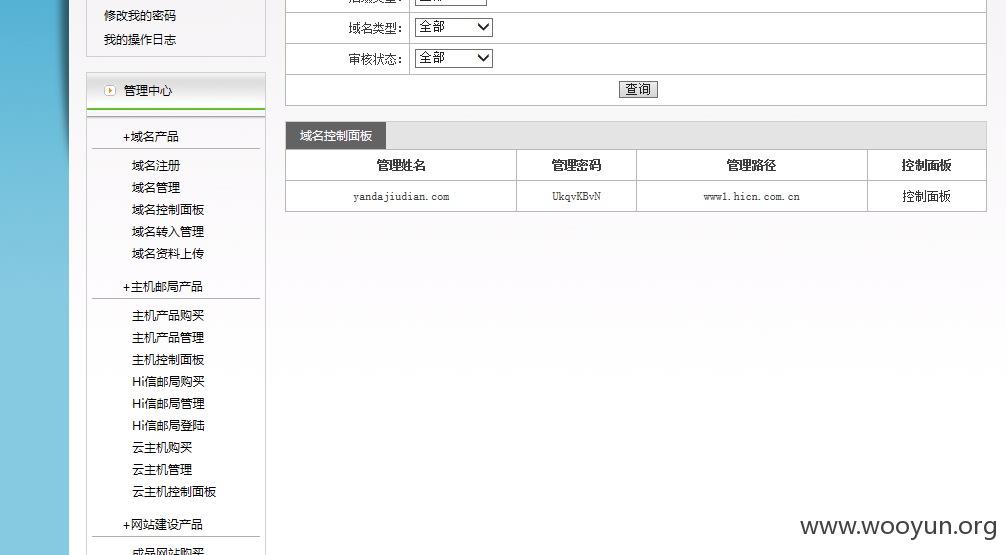 修改我的密码
我的操作日志
管理中心
+域名产品
域名注册
域名管理
域名控制面板
域名转入管理
域名资料上传
+主机邮局产品
主机产品购买
主机产品管理
主机控制面板
Hi信邮局购买
Hi信邮局管理
Hi信邮局登陆
云主机购买
云主机管理
云主机控制面板
+网站建设产品
成品网站购买
域名类型： 全部
审核状态： 全部
查询
域名控制面板
管理姓名 管理密码 管理路径 控制面板
yandajiudian.com UkqvKBvN www1.hicn.com.cn 控制面板
www.wooyun.org